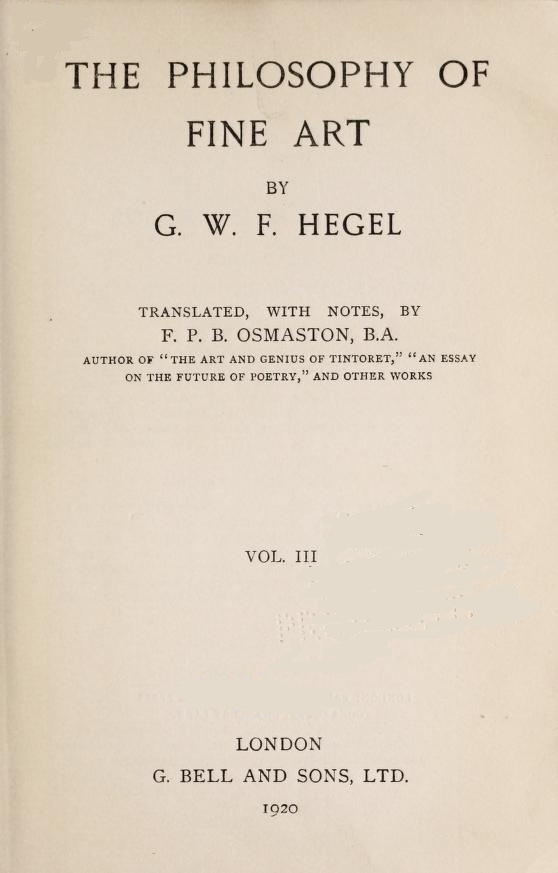 THE PHILOSOPHY OF
FINE ART
BY
G. W. F. HEGEL
TRANSLATED, WITH NOTES, BY
F. P. B. OSMASTON, B.A.
AUTHOR OF "THE ART AND GENIUS OF TINTORET," "AN ESSAY
ON THE FUTURE OF POETRY," AND OTHER WORKS
VOL. III
LONDON
G. BELL AND SONS, LTD.
1920